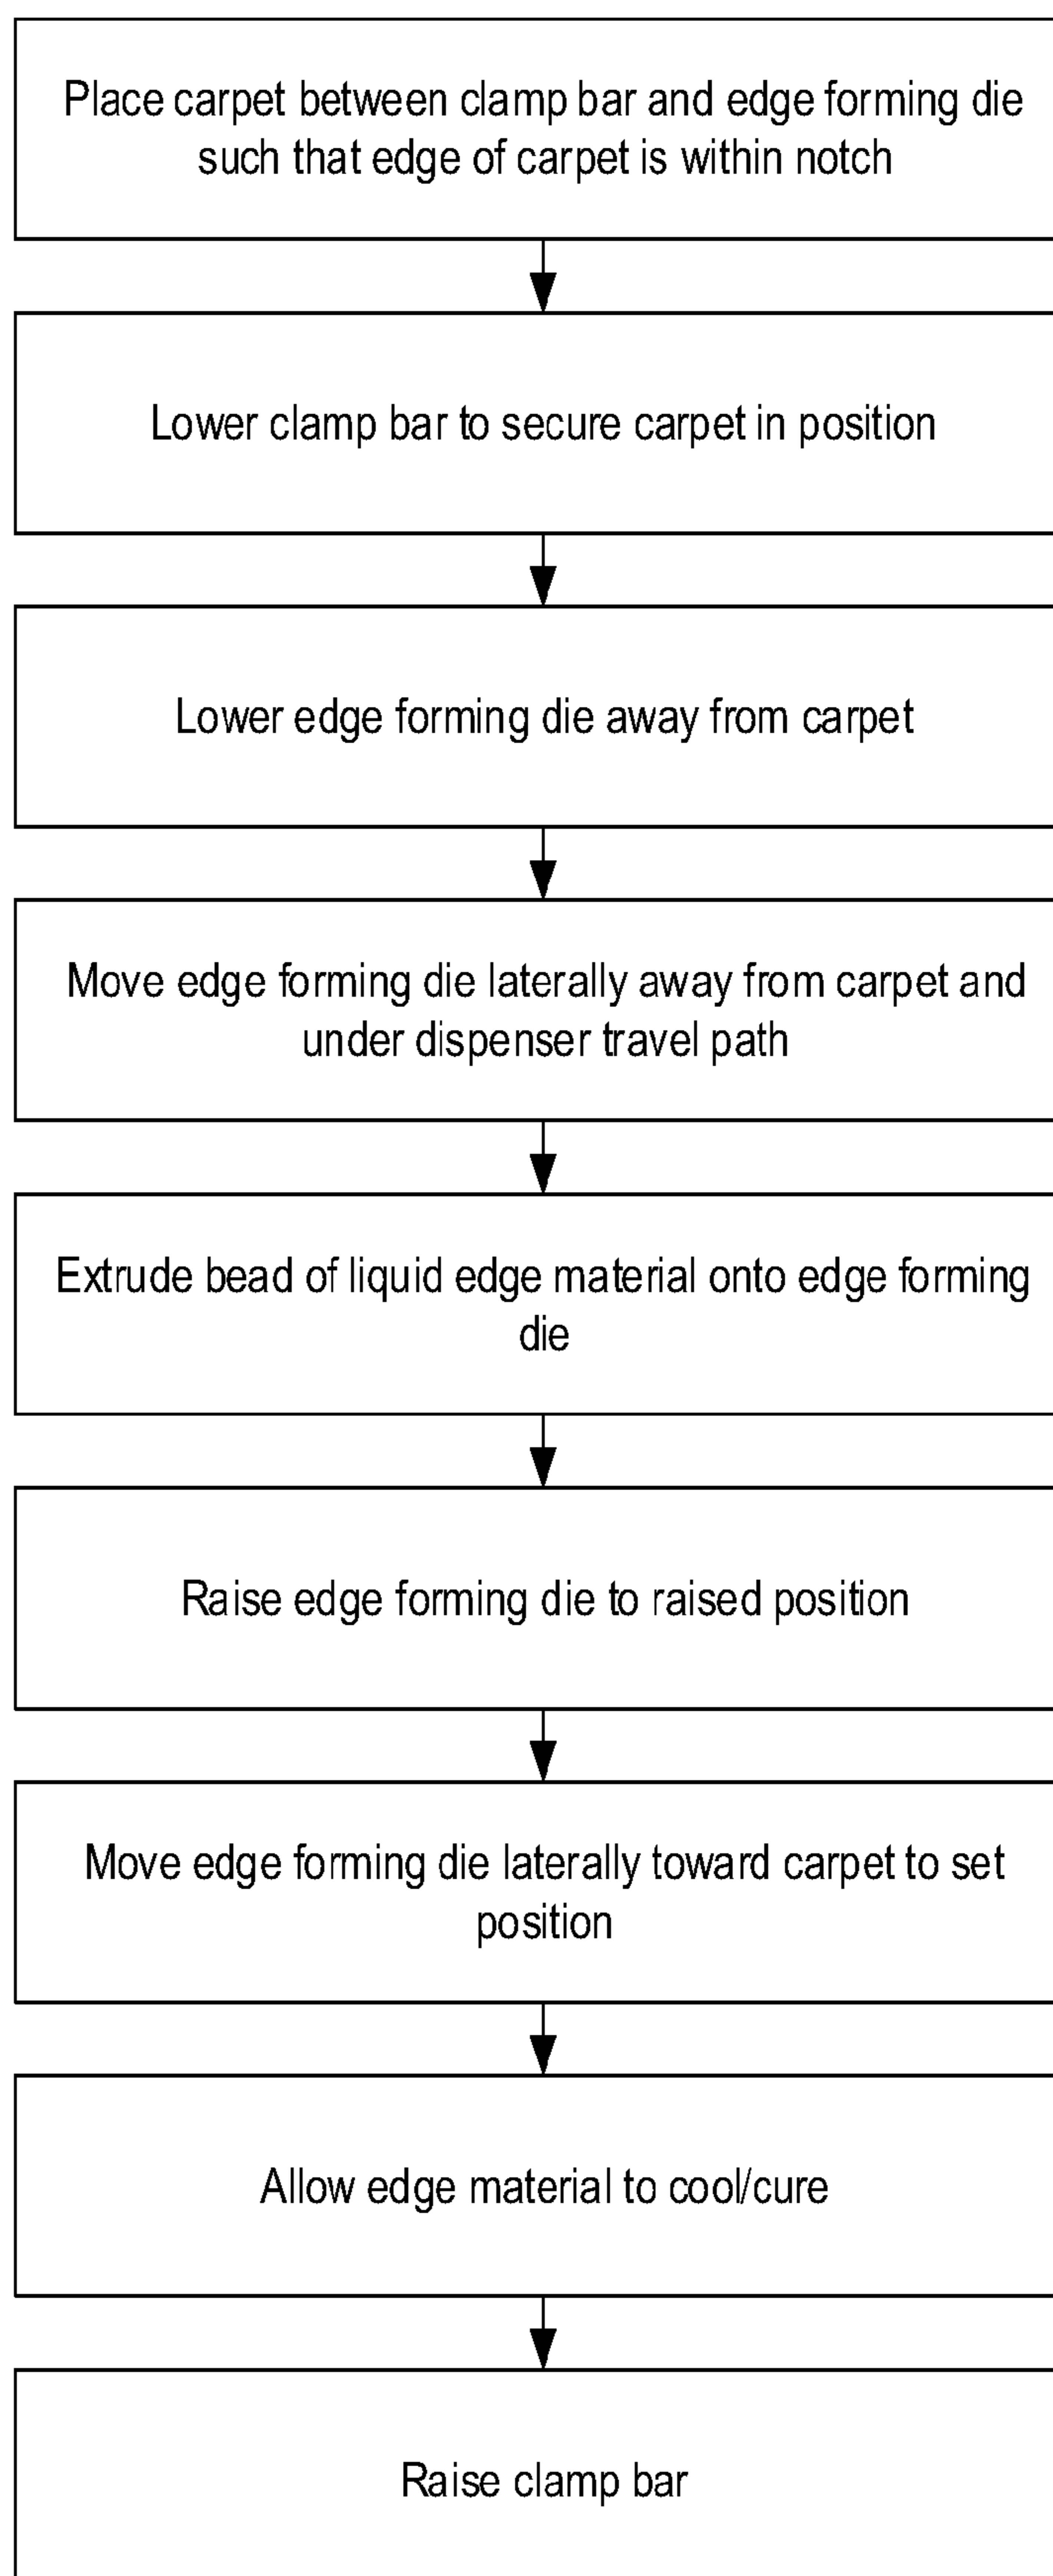 Place carpet between clamp bar and edge forming die
such that edge of carpet is within notch
Lower clamp bar to secure carpet in position
Lower edge forming die away from carpet
Move edge forming die laterally away from carpet and
under dispenser travel path
Extrude bead of liquid edge material onto edge forming
die
Raise edge forming die to raised position
Move edge forming die laterally toward carpet to set
position
Allow edge material to cool/cure
Raise clamp bar